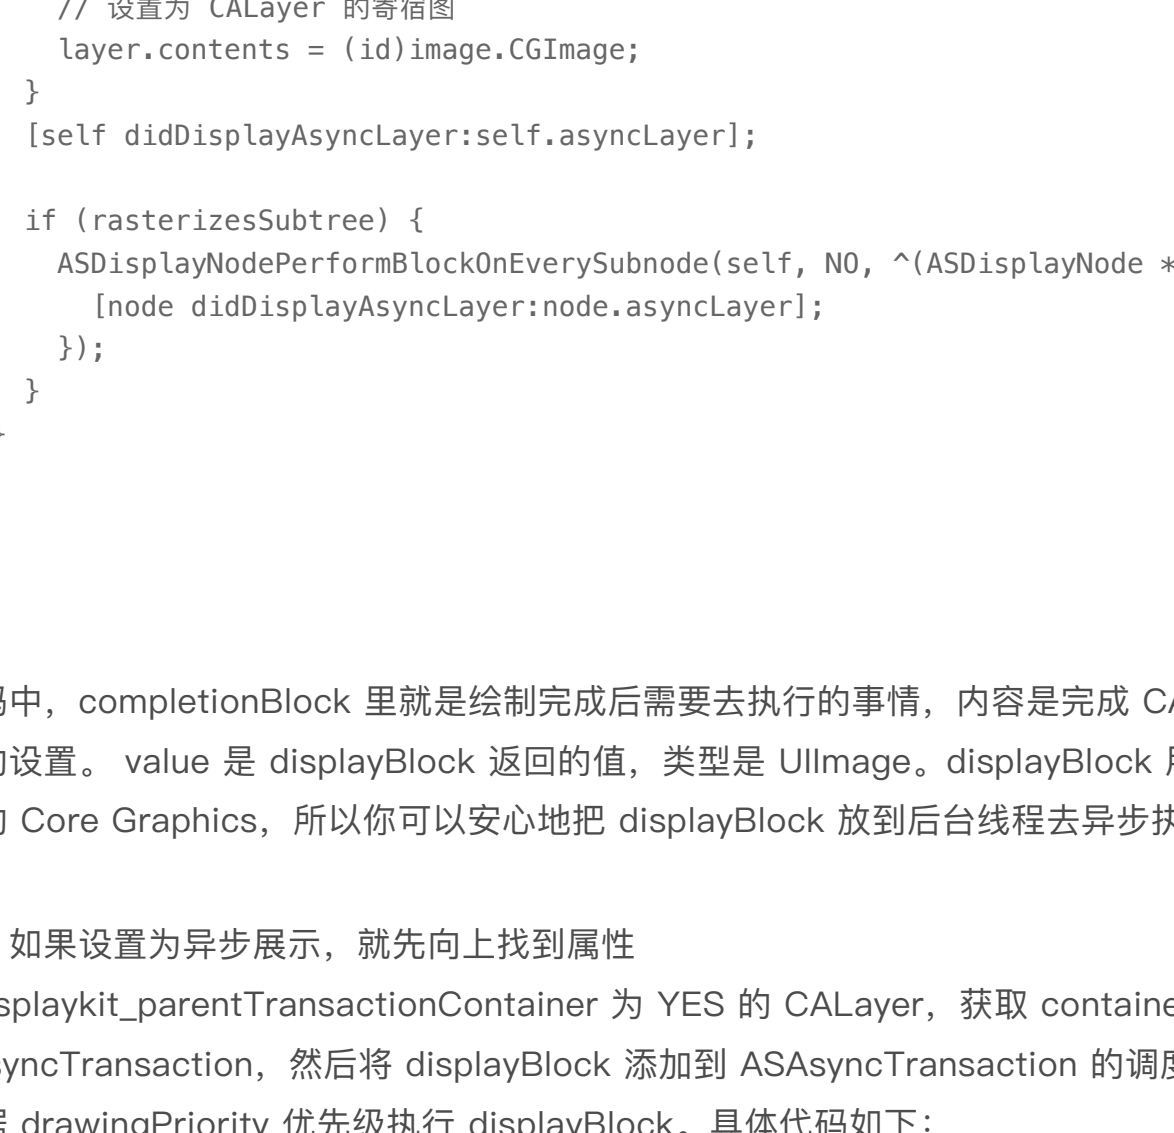 // 设置为 CALayer 的寄宿图
layer.contents = (id)image.CGImage;
}
[self didDisplayAsyncLayer:self.asyncLayer];
if (rasterizesSubtree) {
ASDisplayNodePerformBlockOnEverySubnode(self, NO, ^(ASDisplayNode *
[node didDisplayAsyncLayer:node.asyncLayer];
});
}
中，completionBlock 里就是绘制完成后需要去执行的事情，内容是完成 CA
设置。 value 是 displayBlock 返回的值，类型是 UIImage。displayBlock
Core Graphics，所以你可以安心地把 displayBlock 放到后台线程去异步执
如果设置为异步展示，就先向上找到属性
splaykit_parentTransactionContainer 为 YES 的 CALayer，获取 containe
yncTransaction，然后将 displayBlock 添加到 ASAsyncTransaction 的调度
drawingPriority 优先级执行 displayBlock。具体代码如下：